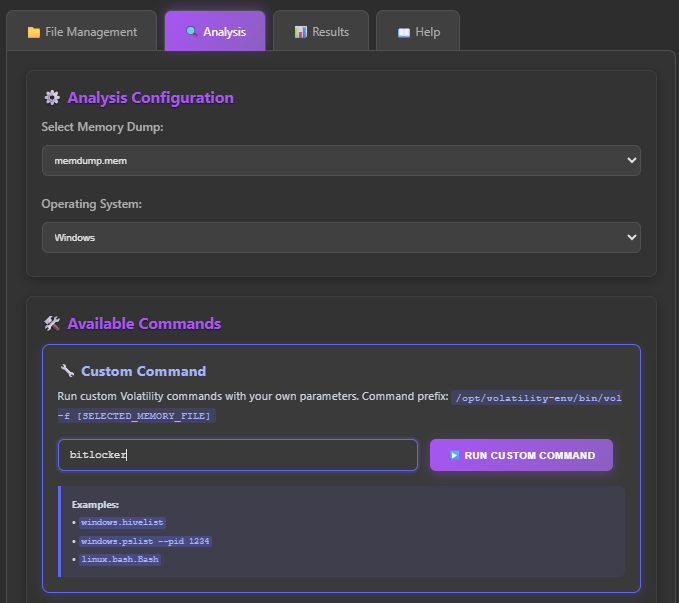 File Management
Analysis
Results
Help
Analysis Configuration
Select Memory Dump:
memdump.mem
Operating System:
Windows
Available Commands
Custom Command
Run custom Volatility commands with your own parameters. Command prefix: /opt/volatility-env/bin/vol
-f [SELECTED_MEMORY_FILE]
bitlocker
RUN CUSTOM COMMAND
Examples:
• windows.hivelist
• windows.pslist --pid 1234
• linux.bash.Bash